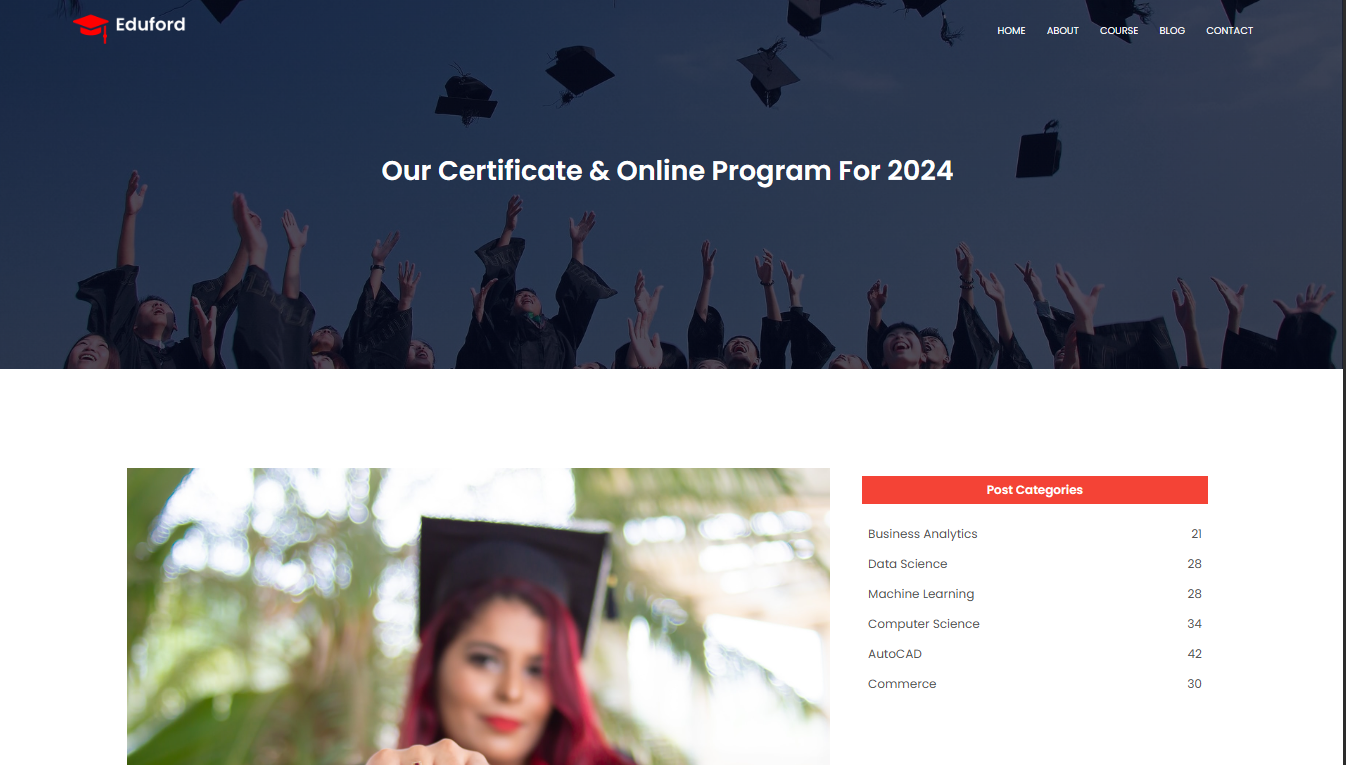 Eduford
HOME ABOUT COURSE BLOG CONTACT
Our Certificate & Online Program For 2024
Post Categories
Business Analytics 21
Data Science 28
Machine Learning 28
Computer Science 34
AutoCAD 42
Commerce 30